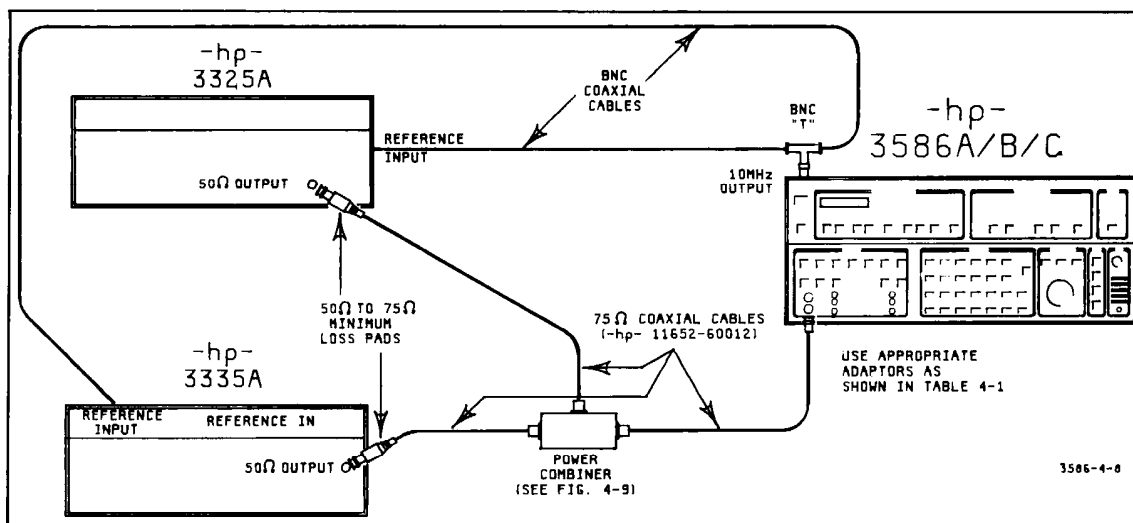 -hp-
3325A
BNC
COAXIAL
CABLES
REFERENCE
INPUT
50Ω OUTPUT
BNC
"T"
10MHz
OUTPUT
-hp-
3586A/B/C
50Ω TO 75Ω
MINIMUM
LOSS PADS
75Ω COAXIAL CABLES
(-hp- 11652-60012)
USE APPROPRIATE
ADAPTORS AS
SHOWN IN TABLE 4-1
-hp-
3335A
REFERENCE
INPUT
REFERENCE IN
50Ω OUTPUT
POWER
COMBINER
(SEE FIG. 4-9)
3586-4-8